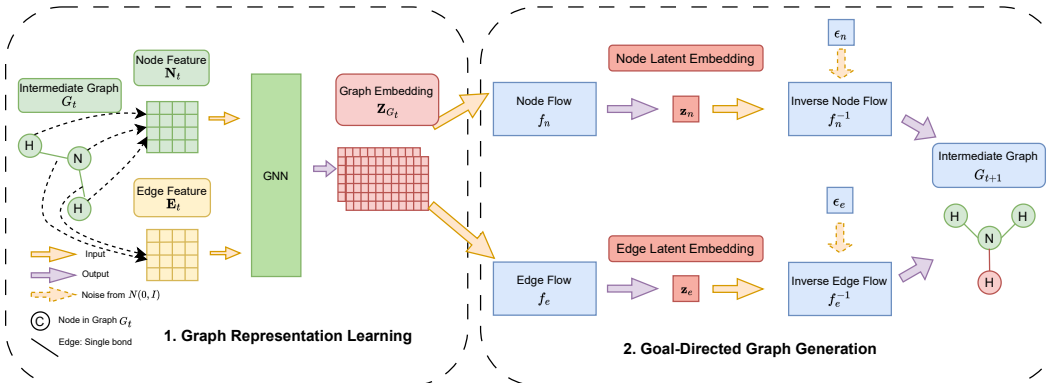 Intermediate Graph
G_t
Node Feature
N_t
H
N
H
Edge Feature
E_t
GNN
Graph Embedding
Z_{G_t}
Input
Output
Noise from N(0, I)
C
Node in Graph G_t
Edge: Single bond
1. Graph Representation Learning
Node Flow
f_n
Node Latent Embedding
z_n
ϵ_n
Inverse Node Flow
f_n^{-1}
Edge Flow
f_e
Edge Latent Embedding
z_e
ϵ_e
Inverse Edge Flow
f_e^{-1}
Intermediate Graph
G_{t+1}
H
H
N
H
2. Goal-Directed Graph Generation